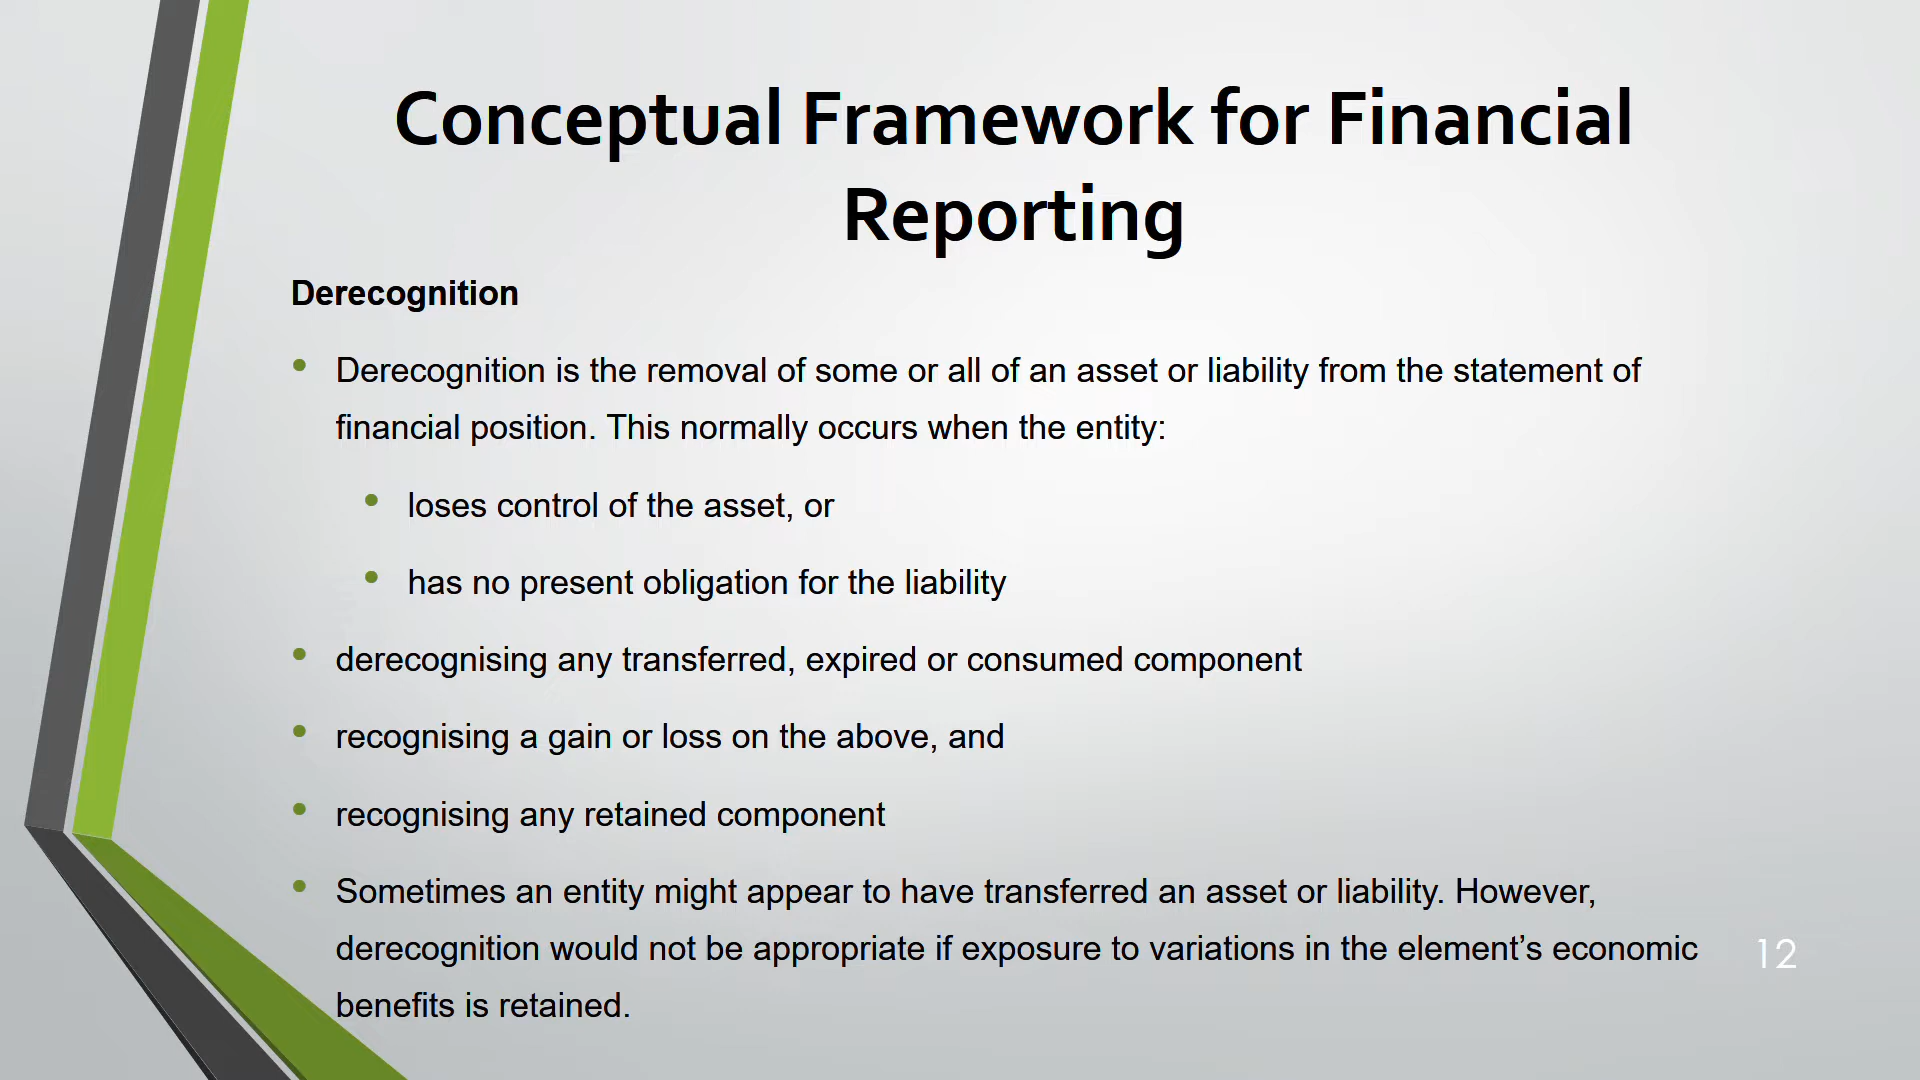 Conceptual Framework for Financial
Reporting
Derecognition
• Derecognition is the removal of some or all of an asset or liability from the statement of
financial position. This normally occurs when the entity:
• loses control of the asset, or
• has no present obligation for the liability
• derecognising any transferred, expired or consumed component
• recognising a gain or loss on the above, and
• recognising any retained component
• Sometimes an entity might appear to have transferred an asset or liability. However,
derecognition would not be appropriate if exposure to variations in the element’s economic
benefits is retained.
12